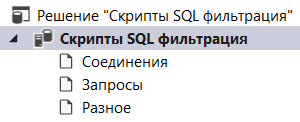 Решение "Скрипты SQL фильтрация"
Скрипты SQL фильтрация
Соединения
Запросы
Разное